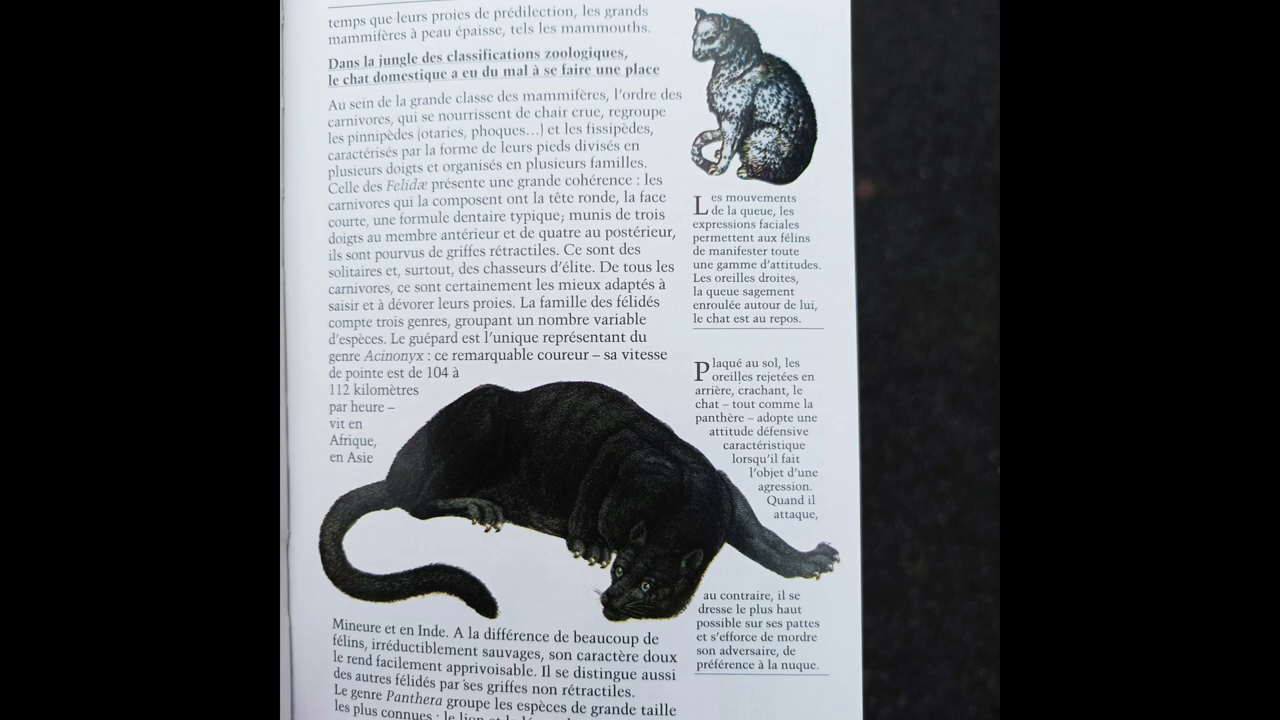 temps que leurs proies de prédilection, les grands
mammifères à peau épaisse, tels les mammouths.
Dans la jungle des classifications zoologiques,
le chat domestique a eu du mal à se faire une place
Au sein de la grande classe des mammifères, l'ordre des
carnivores, qui se nourrissent de chair crue, regroupe
les pinnipèdes (otaries, phoques...) et les fissipèdes,
caractérisés par la forme de leurs pieds divisés en
plusieurs doigts et organisés en plusieurs familles.
Celle des Felidæ présente une grande cohérence : les
carnivores qui la composent ont la tête ronde, la face
courte, une formule dentaire typique; munis de trois
doigts au membre antérieur et de quatre au postérieur,
ils sont pourvus de griffes rétractiles. Ce sont des
solitaires et, surtout, des chasseurs d'élite. De tous les
carnivores, ce sont certainement les mieux adaptés à
saisir et à dévorer leurs proies. La famille des félidés
compte trois genres, groupant un nombre variable
d'espèces. Le guépard est l'unique représentant du
genre Acinonyx : ce remarquable coureur – sa vitesse
de pointe est de 104 à
112 kilomètres
par heure –
vit en
Afrique,
en Asie
Mineure et en Inde. A la différence de beaucoup de
félins, irréductiblement sauvages, son caractère doux
le rend facilement apprivoisable. Il se distingue aussi
des autres félidés par ses griffes non rétractiles.
Le genre Panthera groupe les espèces de grande taille
les plus connues : le lion et
Les mouvements
de la queue, les
expressions faciales
permettent aux félins
de manifester toute
une gamme d'attitudes.
Les oreilles droites,
la queue sagement
enroulée autour de lui,
le chat est au repos.
Plaqué au sol, les
oreilles rejetées en
arrière, crachant, le
chat – tout comme la
panthère – adopte une
attitude défensive
caractéristique
lorsqu'il fait
l'objet d'une
agression.
Quand il
attaque,
au contraire, il se
dresse le plus haut
possible sur ses pattes
et s'efforce de mordre
son adversaire, de
préférence à la nuque.